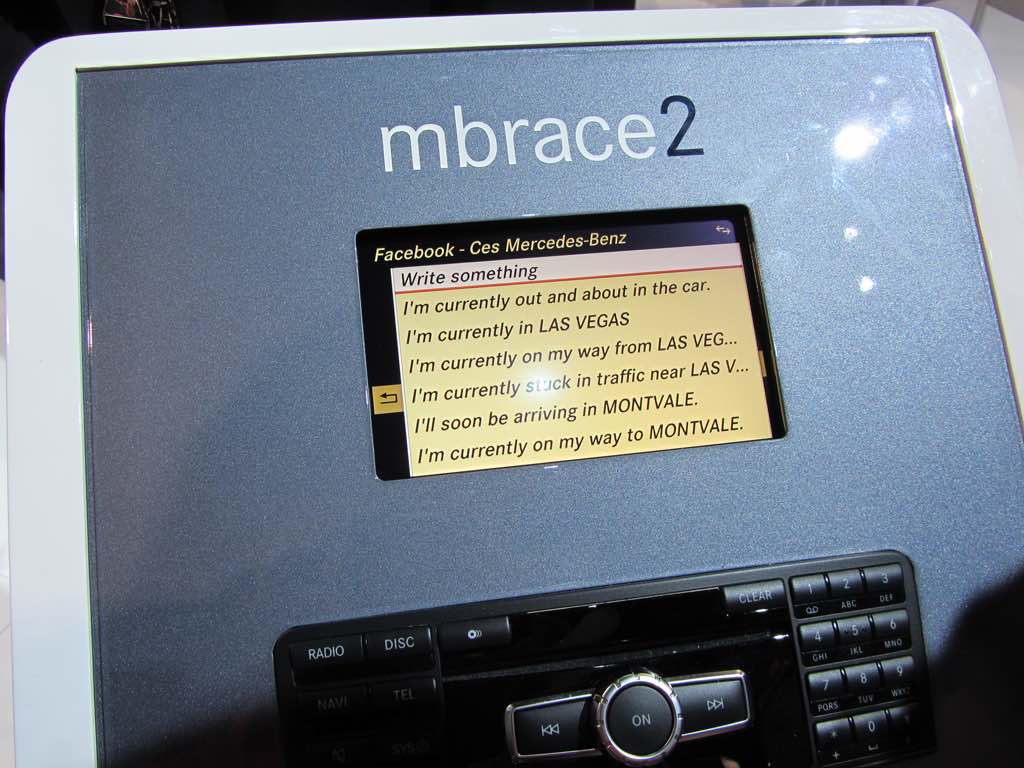 mbrace2
Facebook - Ces Mercedes-Benz
Write something
I'm currently out and about in the car.
I'm currently in LAS VEGAS
I'm currently on my way from LAS VEG...
I'm currently stuck in traffic near LAS V...
I'll soon be arriving in MONTVALE.
I'm currently on my way to MONTVALE.
CLEAR
1 2 3
ABC DEF
RADIO DISC
4 5 6
GHI JKL MNO
NAVI TEL
7 8 9
PQRS TUV WXYZ
ON
SYS
* 0
+